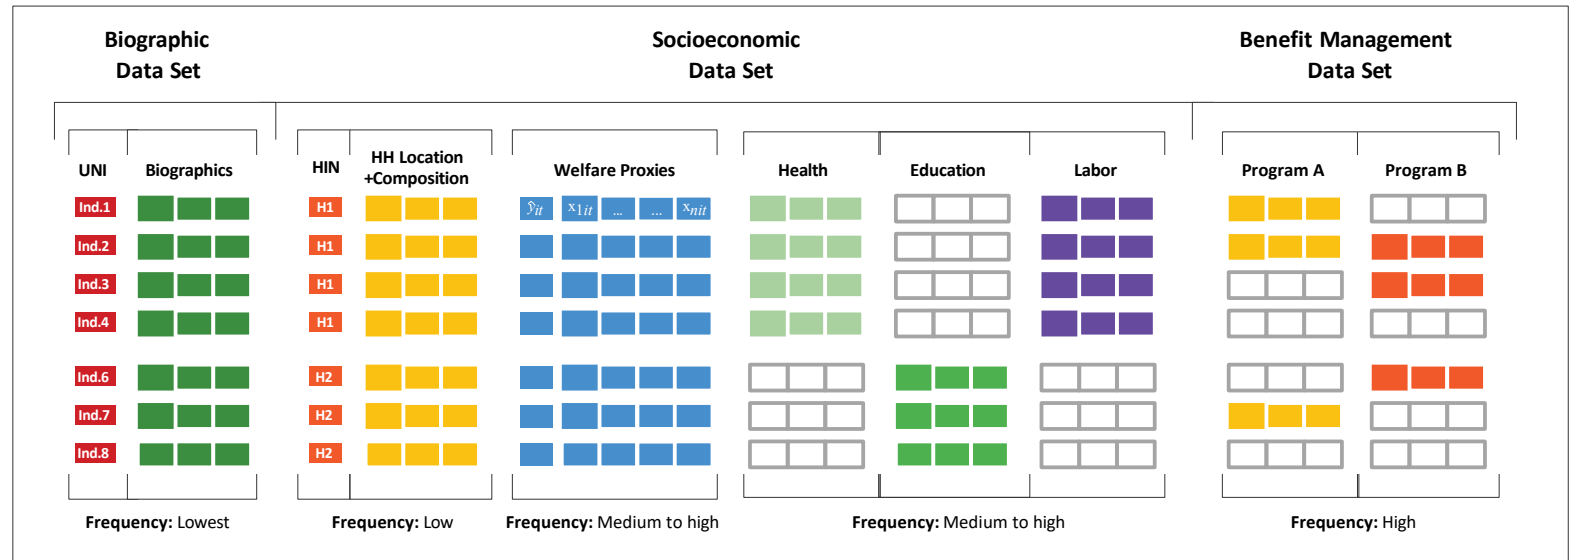 Biographic
Data Set
Socioeconomic
Data Set
Benefit Management
Data Set
UNI
Biographics
HIN
HH Location
+Composition
Welfare Proxies
Health
Education
Labor
Program A
Program B
Ind.1 H1 ŷit x1it ... ... xnit
Ind.2 H1
Ind.3 H1
Ind.4 H1
Ind.6 H2
Ind.7 H2
Ind.8 H2
Frequency: Lowest
Frequency: Low
Frequency: Medium to high
Frequency: Medium to high
Frequency: High